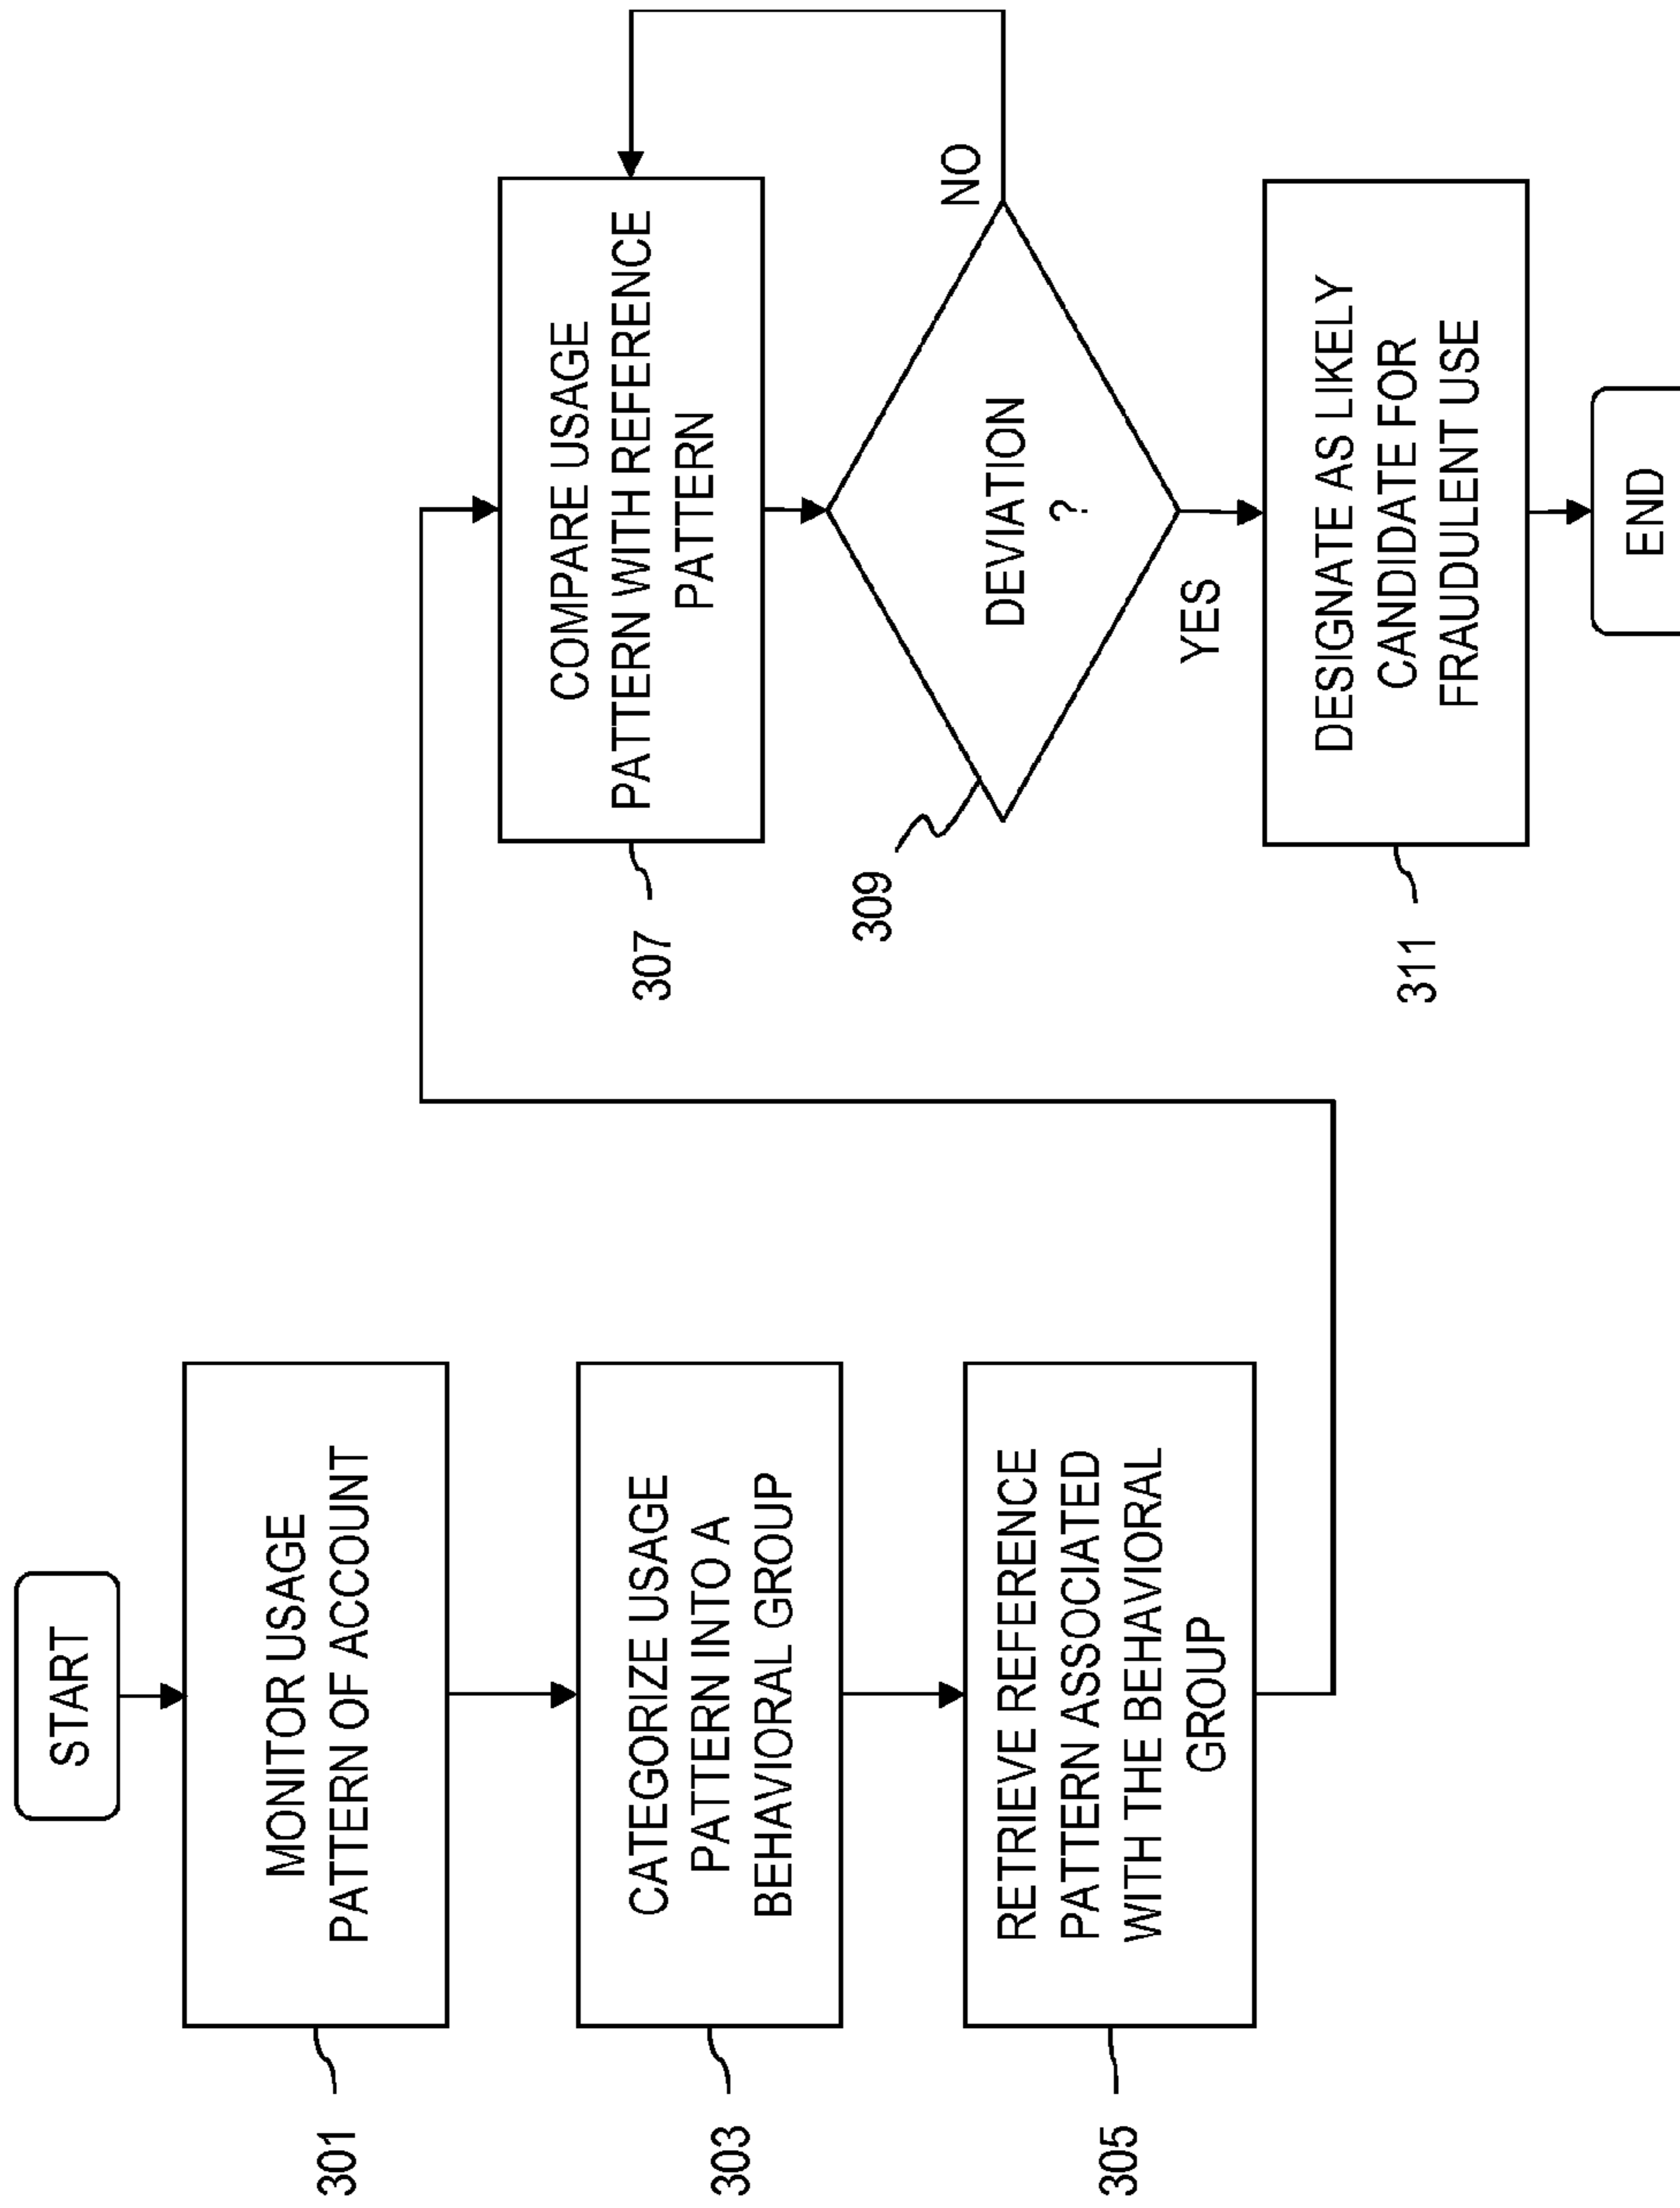 START
MONITOR USAGE
PATTERN OF ACCOUNT
301
CATEGORIZE USAGE
PATTERN INTO A
BEHAVIORAL GROUP
303
RETRIEVE REFERENCE
PATTERN ASSOCIATED
WITH THE BEHAVIORAL
GROUP
305
COMPARE USAGE
PATTERN WITH REFERENCE
PATTERN
307
DEVIATION
?
309
NO
YES
DESIGNATE AS LIKELY
CANDIDATE FOR
FRAUDULENT USE
311
END